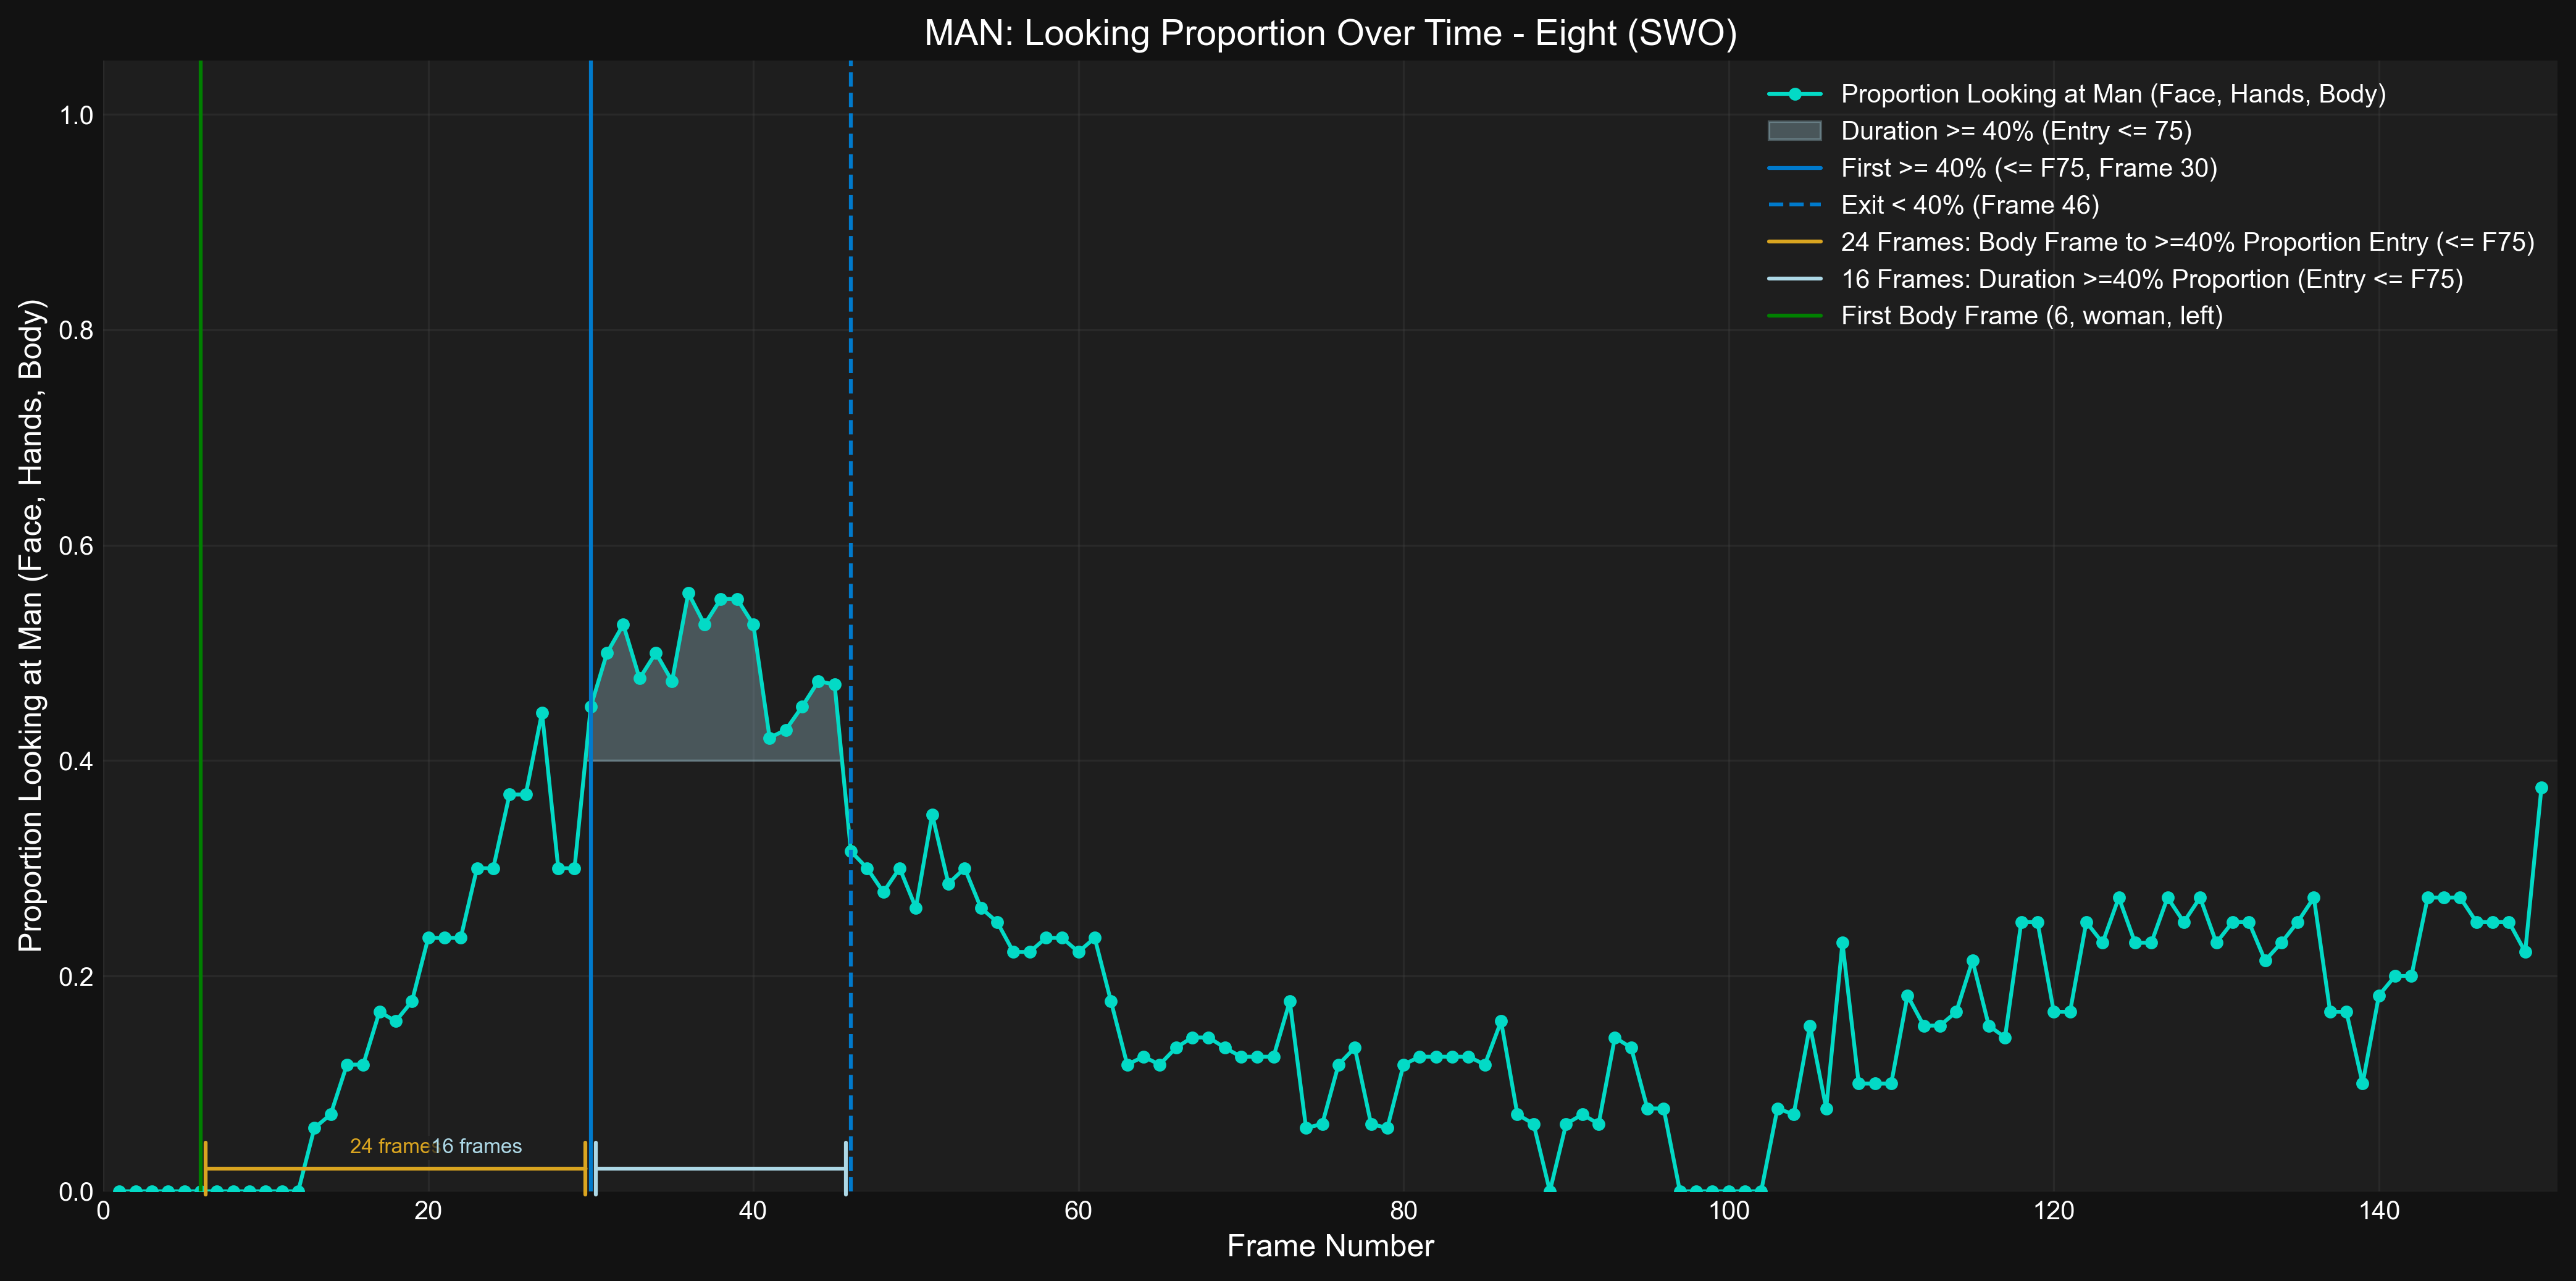 MAN: Looking Proportion Over Time - Eight (SWO)
Proportion Looking at Man (Face, Hands, Body)
1.0
0.8
0.6
0.4
0.2
0.0
Proportion Looking at Man (Face, Hands, Body)
Duration >= 40% (Entry <= 75)
First >= 40% (<= F75, Frame 30)
Exit < 40% (Frame 46)
24 Frames: Body Frame to >=40% Proportion Entry (<= F75)
16 Frames: Duration >=40% Proportion (Entry <= F75)
First Body Frame (6, woman, left)
24 frames
16 frames
0 20 40 60 80 100 120 140
Frame Number